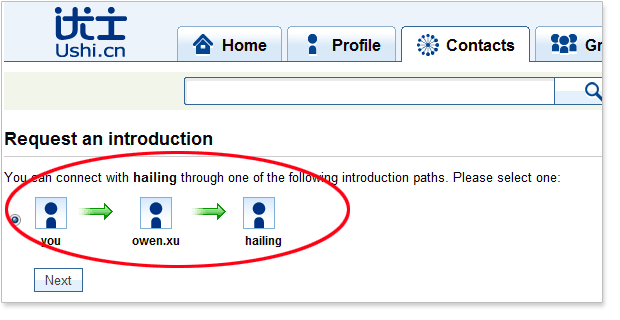 优士
Ushi.cn
Home
Profile
Contacts
Gr
Request an introduction
You can connect with hailing through one of the following introduction paths. Please select one:
you
owen.xu
hailing
Next